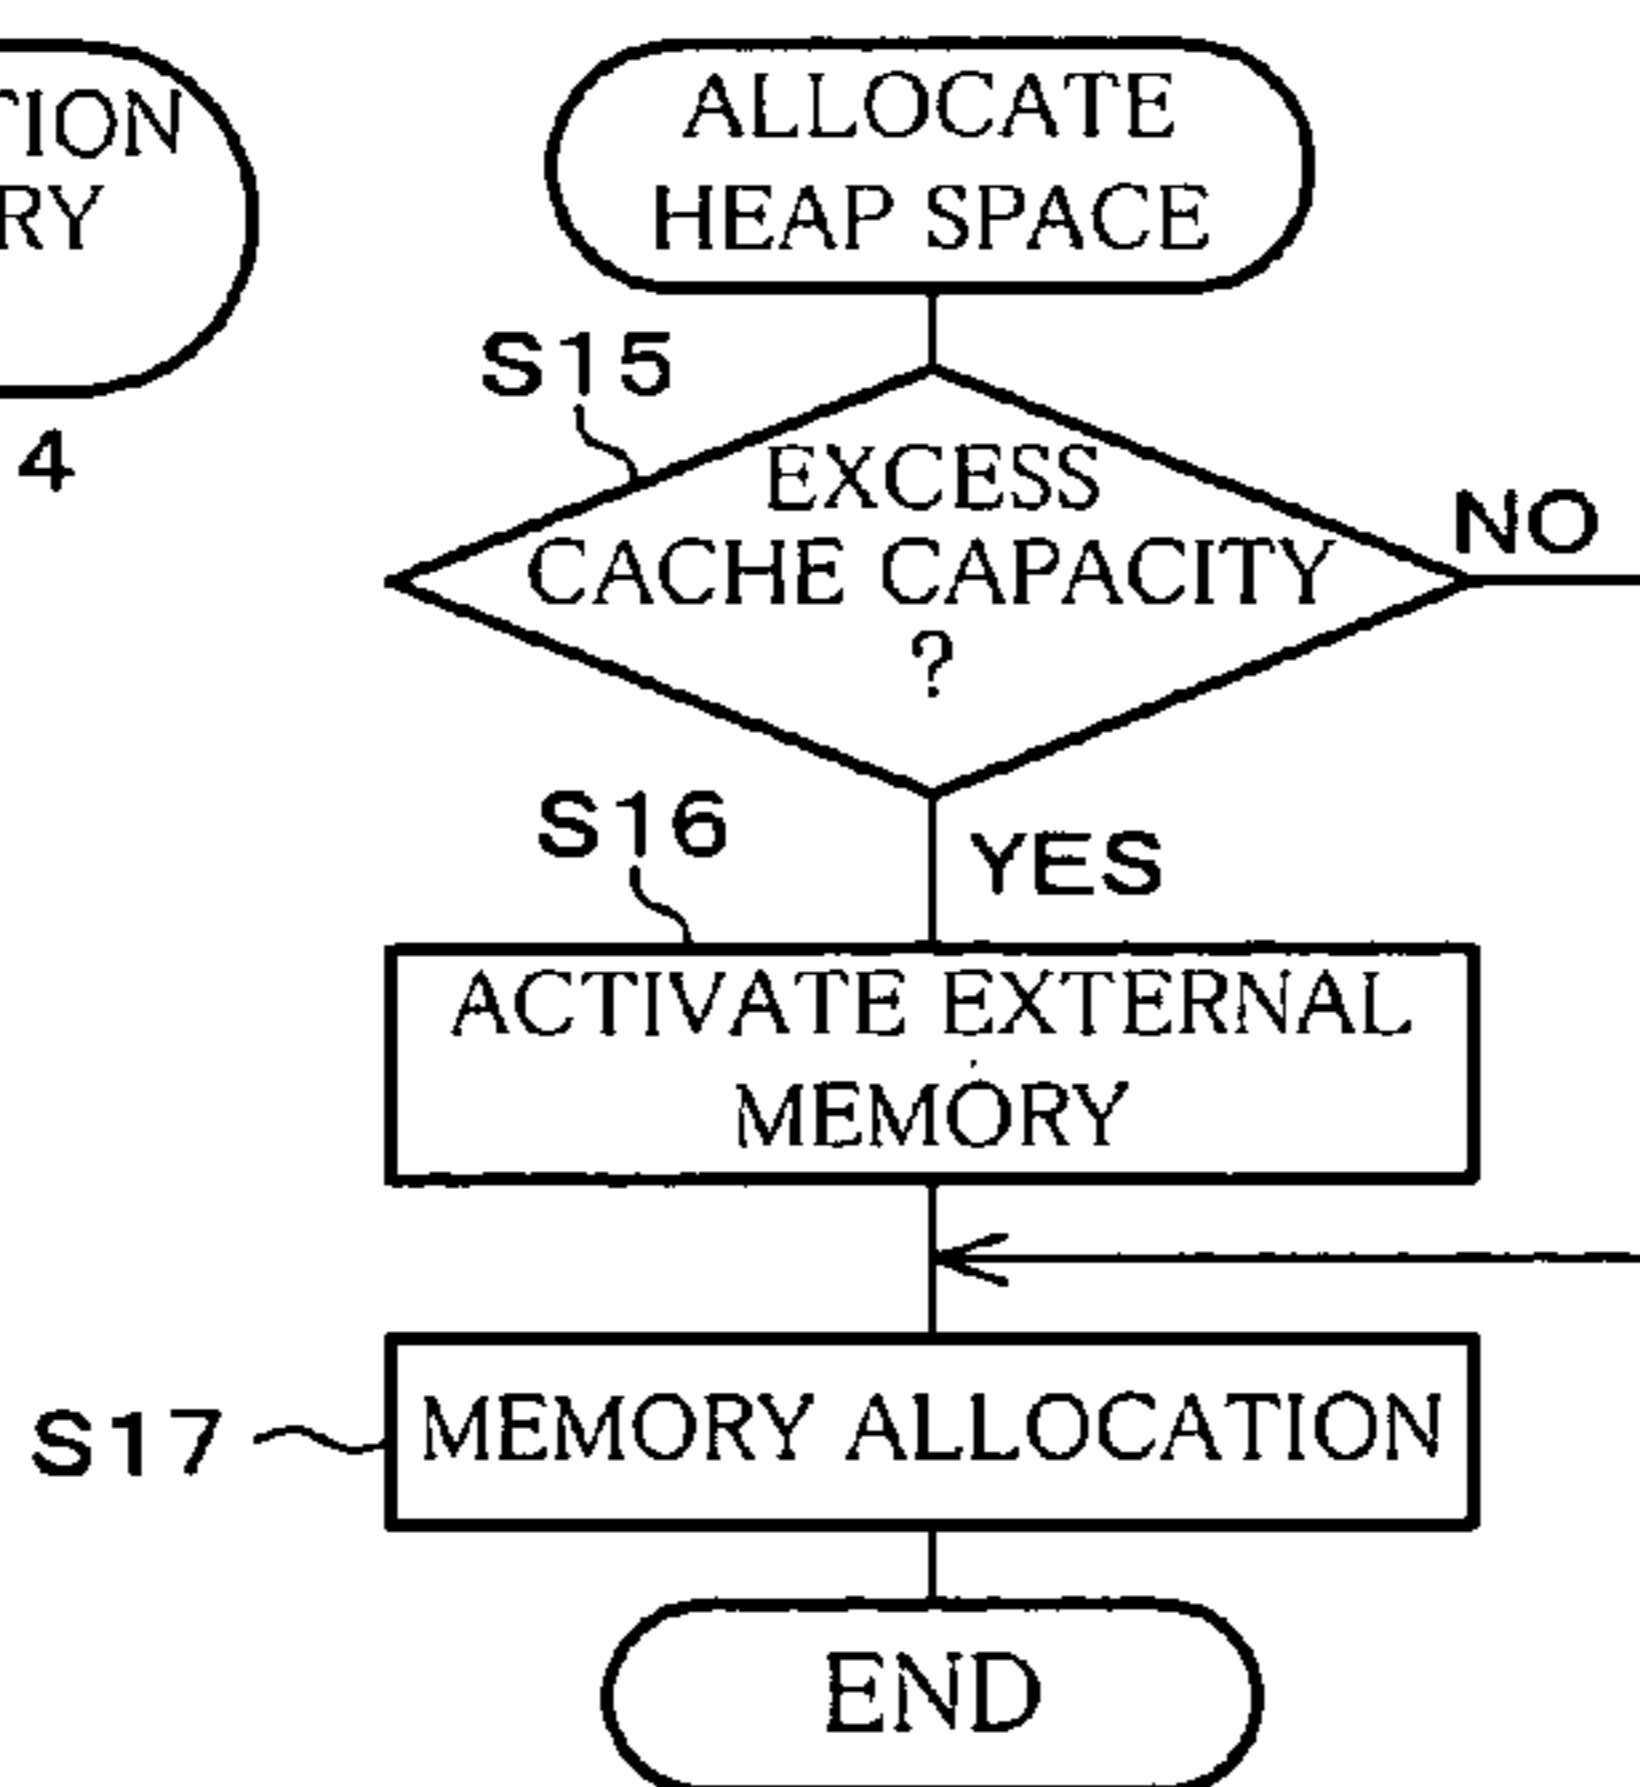 ALLOCATE
HEAP SPACE
S15
EXCESS
CACHE CAPACITY
?
NO
S16
YES
ACTIVATE EXTERNAL
MEMORY
S17
MEMORY ALLOCATION
END
TION
RY
4